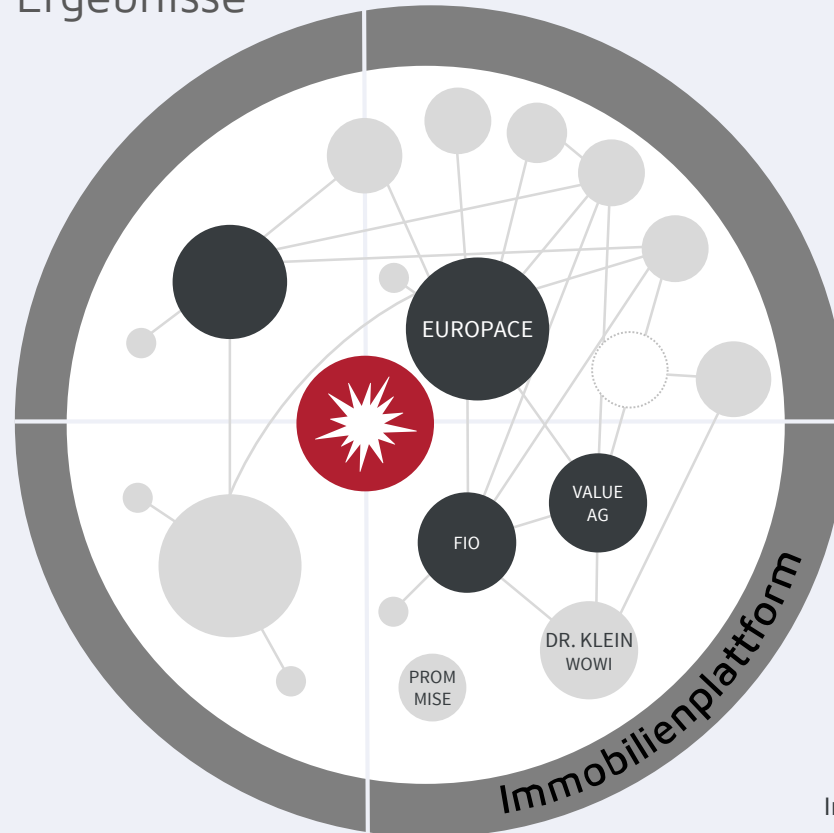 Ergebnisse
EUROPACE
VALUE
AG
FIO
DR. KLEIN
WOWI
PROM
MISE
Immobilienplattform